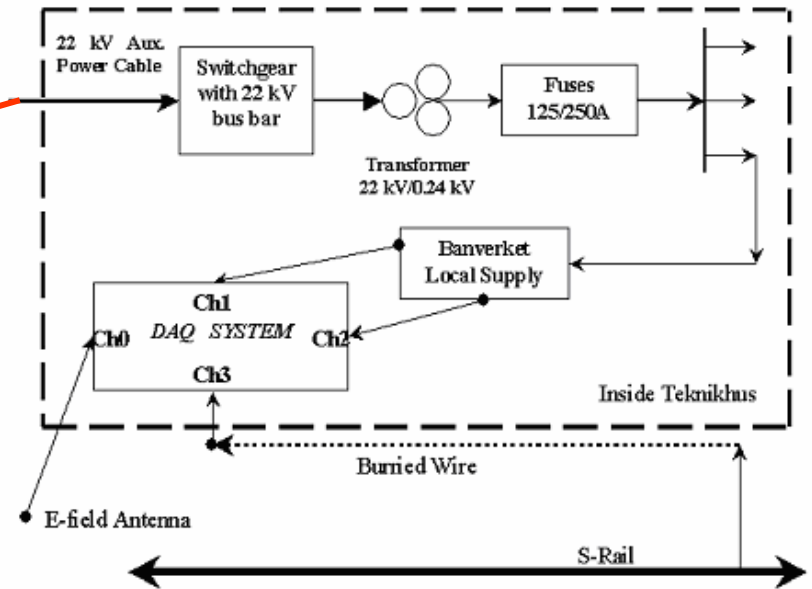 22 kV Aux.
Power Cable
Switchgear
with 22 kV
bus bar
Fuses
125/250A
Transformer
22 kV/0.24 kV
Banverket
Local Supply
Ch1
Ch0 DAQ SYSTEM Ch2
Ch3
Inside Teknikhus
Burried Wire
E-field Antenna
S-Rail